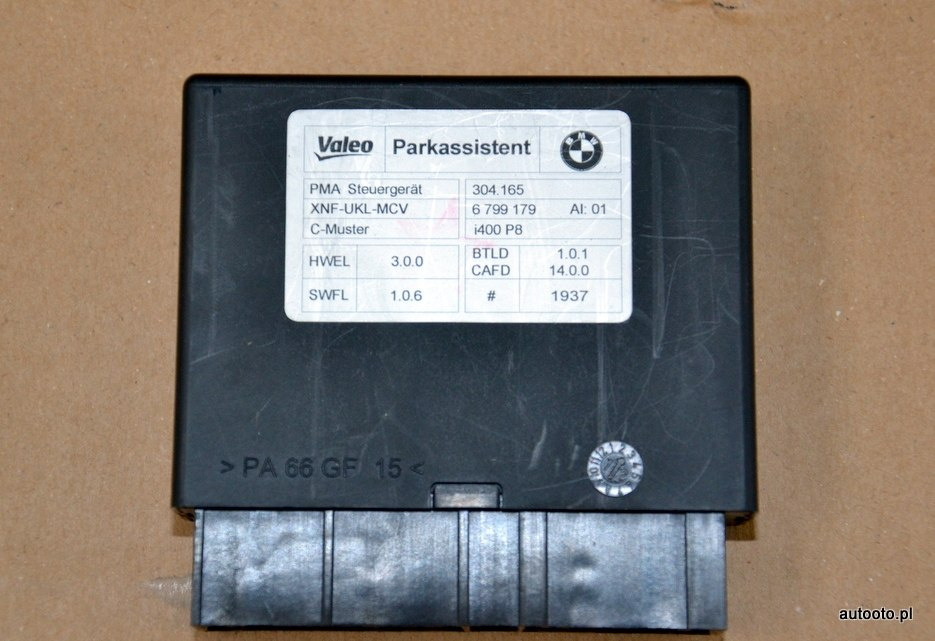 Valeo Parkassistent BMW
PMA Steuergerät 304.165
XNF-UKL-MCV 6 799 179 AI: 01
C-Muster i400 P8
HWEL 3.0.0 BTLD 1.0.1
CAFD 14.0.0
SWFL 1.0.6 # 1937
>PA 66 GF 15<
autooto.pl